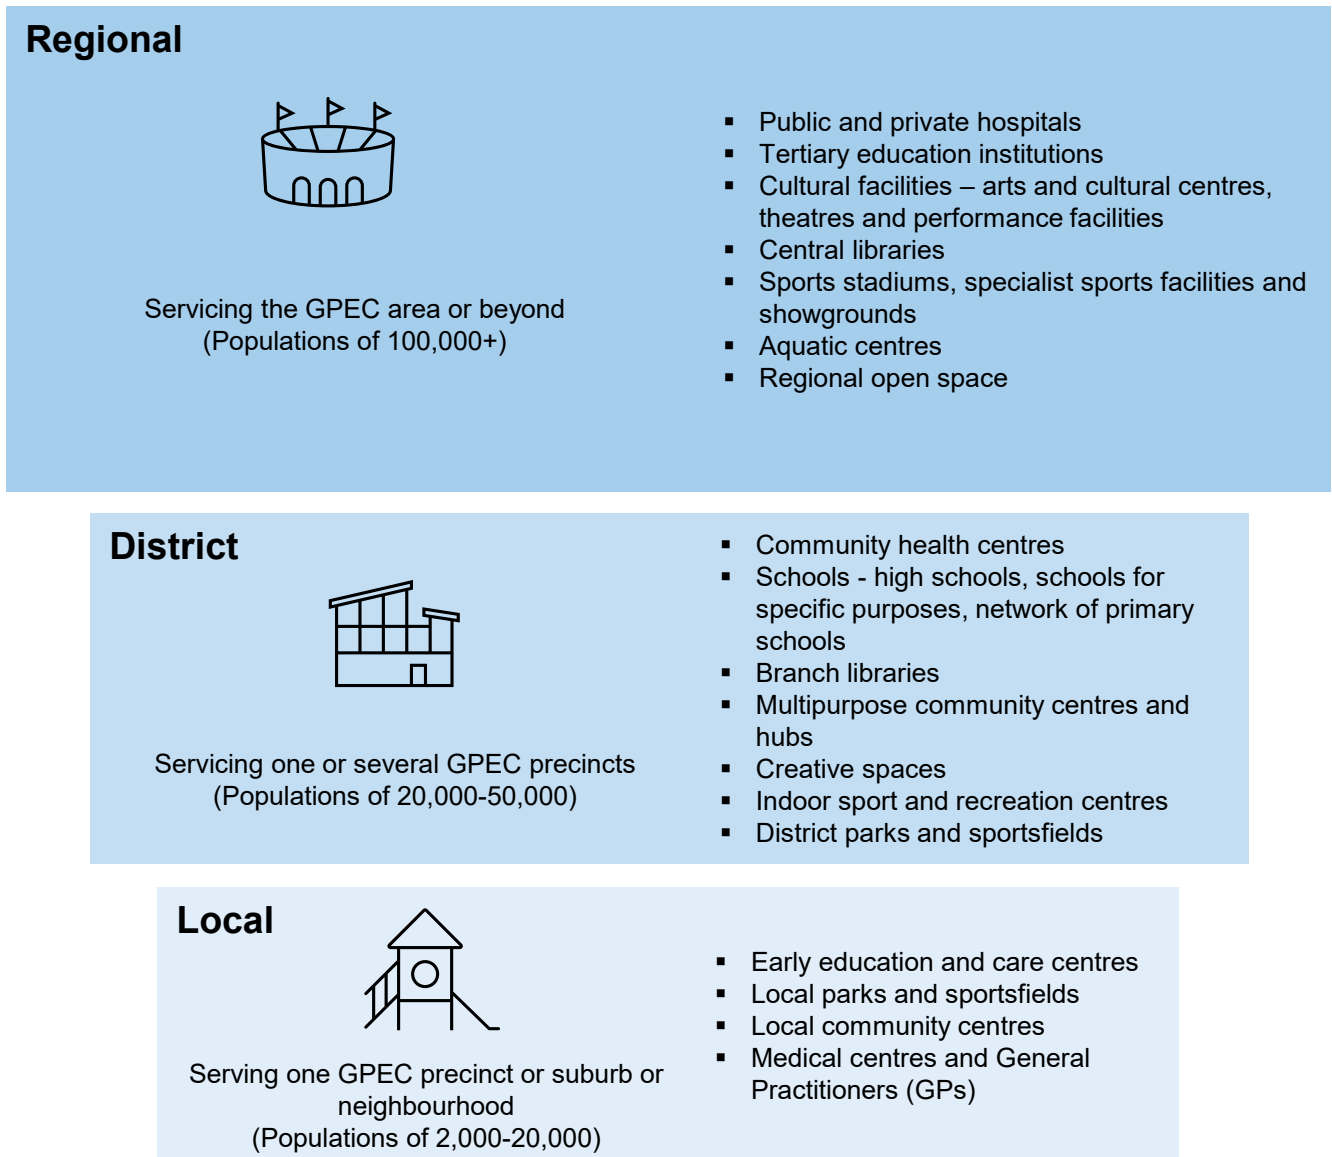 Regional
Servicing the GPEC area or beyond
(Populations of 100,000+)
▪ Public and private hospitals
▪ Tertiary education institutions
▪ Cultural facilities – arts and cultural centres,
theatres and performance facilities
▪ Central libraries
▪ Sports stadiums, specialist sports facilities and
showgrounds
▪ Aquatic centres
▪ Regional open space
District
Servicing one or several GPEC precincts
(Populations of 20,000-50,000)
▪ Community health centres
▪ Schools - high schools, schools for
specific purposes, network of primary
schools
▪ Branch libraries
▪ Multipurpose community centres and
hubs
▪ Creative spaces
▪ Indoor sport and recreation centres
▪ District parks and sportsfields
Local
Serving one GPEC precinct or suburb or
neighbourhood
(Populations of 2,000-20,000)
▪ Early education and care centres
▪ Local parks and sportsfields
▪ Local community centres
▪ Medical centres and General
Practitioners (GPs)